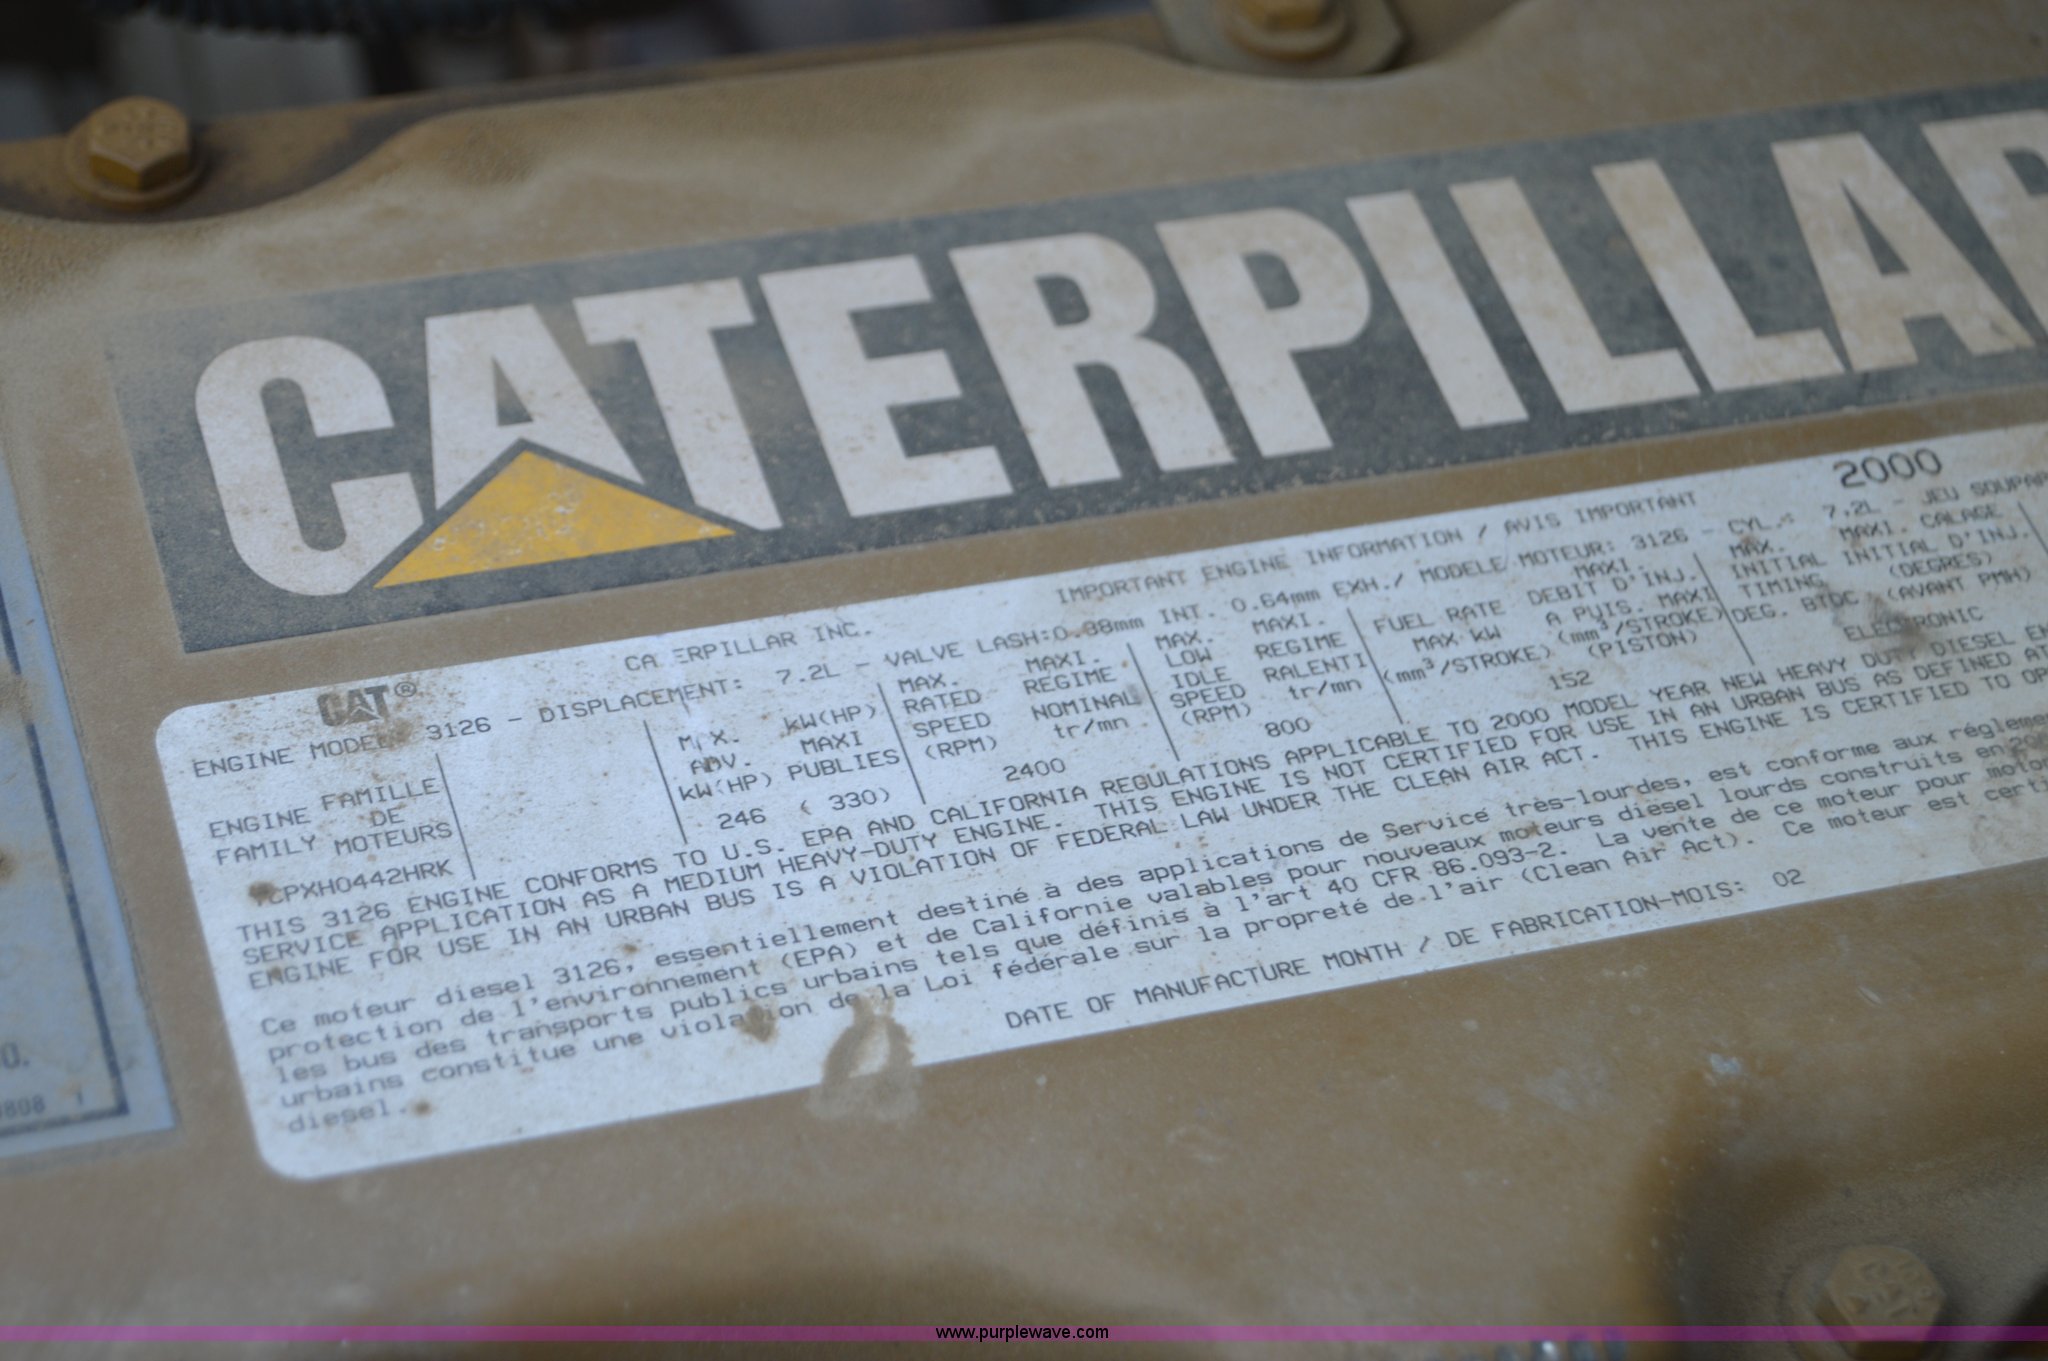 CATERPILLAR
2000
IMPORTANT ENGINE INFORMATION / AVIS IMPORTANT
CAT® CATERPILLAR INC.
ENGINE MODEL 3126 - DISPLACEMENT: 7.2L - VALVE LASH:0.38mm INT. 0.64mm EXH./ MODELE MOTEUR: 3126 - CYL.: 7.2L - JEU
ENGINE FAMILLE
DE
FAMILY MOTEURS
CPXH0442HRK
MAX. kW(HP)
ADV. MAXI
kW(HP) PUBLIES
246 ( 330)
MAX. MAXI.
RATED REGIME
SPEED NOMINAL
(RPM) tr/mn
2400
MAX. MAXI.
LOW REGIME
IDLE RALENTI
SPEED tr/mn
(RPM)
800
MAXI.
FUEL RATE DEBIT D'INJ.
MAX kW A PUIS. MAXI
(mm³/STROKE) (mm³/STROKE)
(PISTON)
152
MAX. MAXI. CALAGE
INITIAL INITIAL D'INJ.
TIMING (DEGRES)
DEG. BTDC (AVANT PMH)
ELECTRONIC
THIS 3126 ENGINE CONFORMS TO U.S. EPA AND CALIFORNIA REGULATIONS APPLICABLE TO 2000 MODEL YEAR NEW HEAVY DUTY DIESEL
SERVICE APPLICATION AS A MEDIUM HEAVY-DUTY ENGINE. THIS ENGINE IS NOT CERTIFIED FOR USE IN AN URBAN BUS AS DEFINED AT
ENGINE FOR USE IN AN URBAN BUS IS A VIOLATION OF FEDERAL LAW UNDER THE CLEAN AIR ACT. THIS ENGINE IS CERTIFIED TO
Ce moteur diesel 3126, essentiellement destiné à des applications de Service très-lourdes, est conforme aux
protection de l'environnement (EPA) et de Californie valables pour nouveaux moteurs diésel lourds construits en
les bus des transports publics urbains tels que définis à l'art 40 CFR 86.093-2. La vente de ce moteur pour
urbains constitue une violation de la Loi fédérale sur la propreté de l'air (Clean Air Act). Ce moteur est
diesel.
DATE OF MANUFACTURE MONTH / DE FABRICATION-MOIS: 02
www.purplewave.com